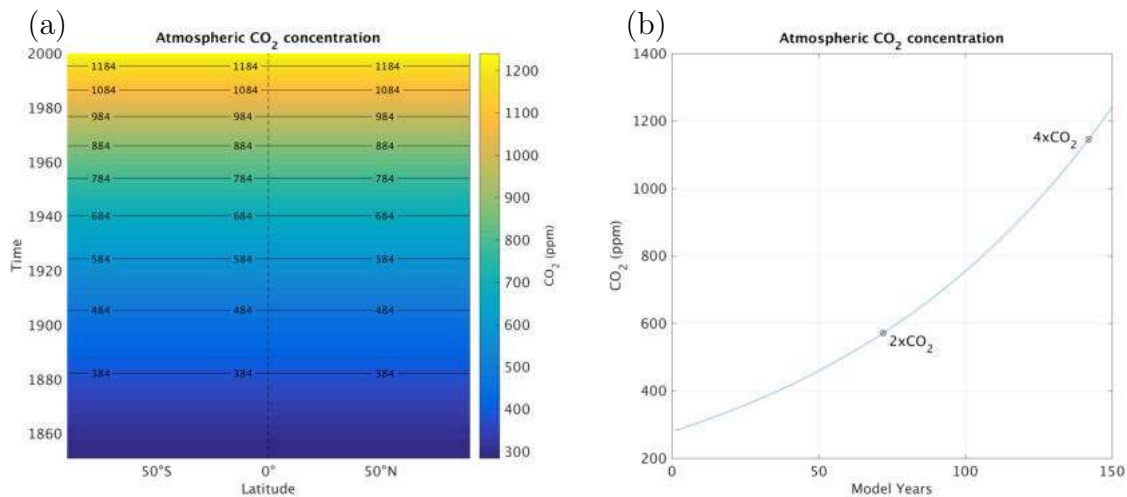 (a)
Atmospheric CO2 concentration
2000
1980
1960
1940
1920
1900
1880
1860
Time
1184 1184 1184
1084 1084 1084
984 984 984
884 884 884
784 784 784
684 684 684
584 584 584
484 484 484
384 384 384
50°S 0° 50°N
Latitude
1200
1100
1000
900
800
700
600
500
400
300
CO2 (ppm)
(b)
Atmospheric CO2 concentration
1400
1200
1000
800
600
400
200
CO2 (ppm)
4xCO2
2xCO2
0 50 100 150
Model Years